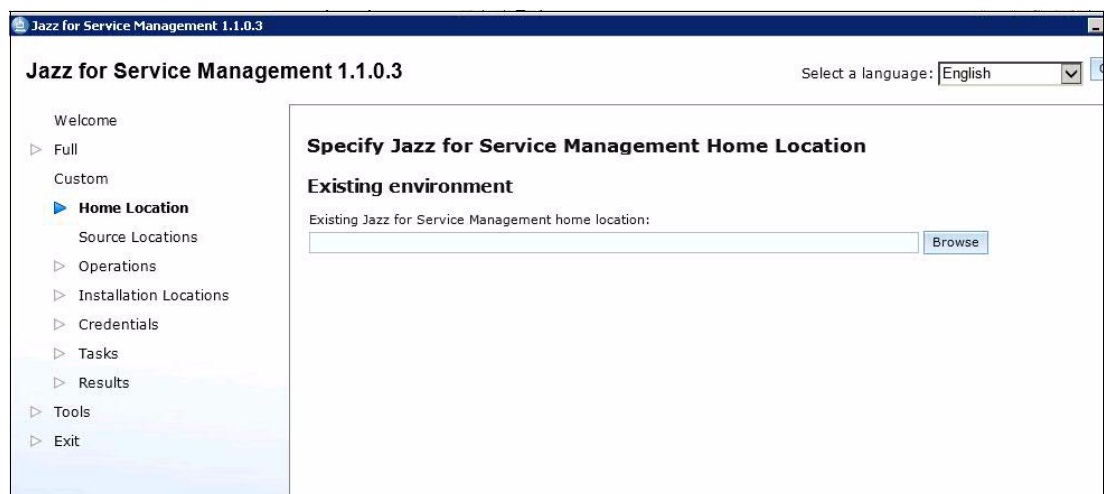 Jazz for Service Management 1.1.0.3
Jazz for Service Management 1.1.0.3
Select a language: English
Welcome
Full
Custom
Home Location
Source Locations
Operations
Installation Locations
Credentials
Tasks
Results
Tools
Exit
Specify Jazz for Service Management Home Location
Existing environment
Existing Jazz for Service Management home location:
Browse